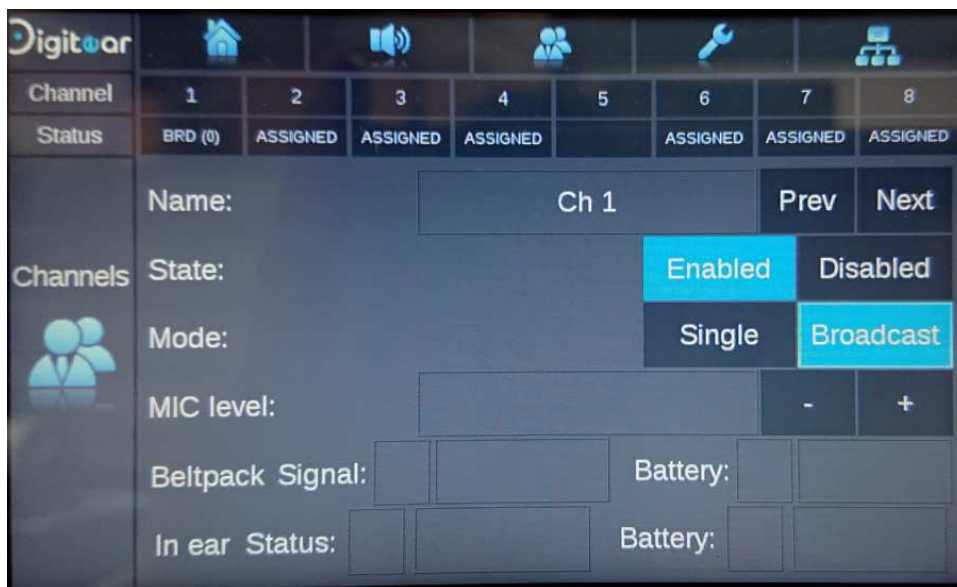 Digitear
Channel 1 2 3 4 5 6 7 8
Status BRD (0) ASSIGNED ASSIGNED ASSIGNED ASSIGNED ASSIGNED ASSIGNED
Name: Ch 1 Prev Next
Channels State: Enabled Disabled
Mode: Single Broadcast
MIC level: - +
Beltpack Signal: Battery:
In ear Status: Battery: